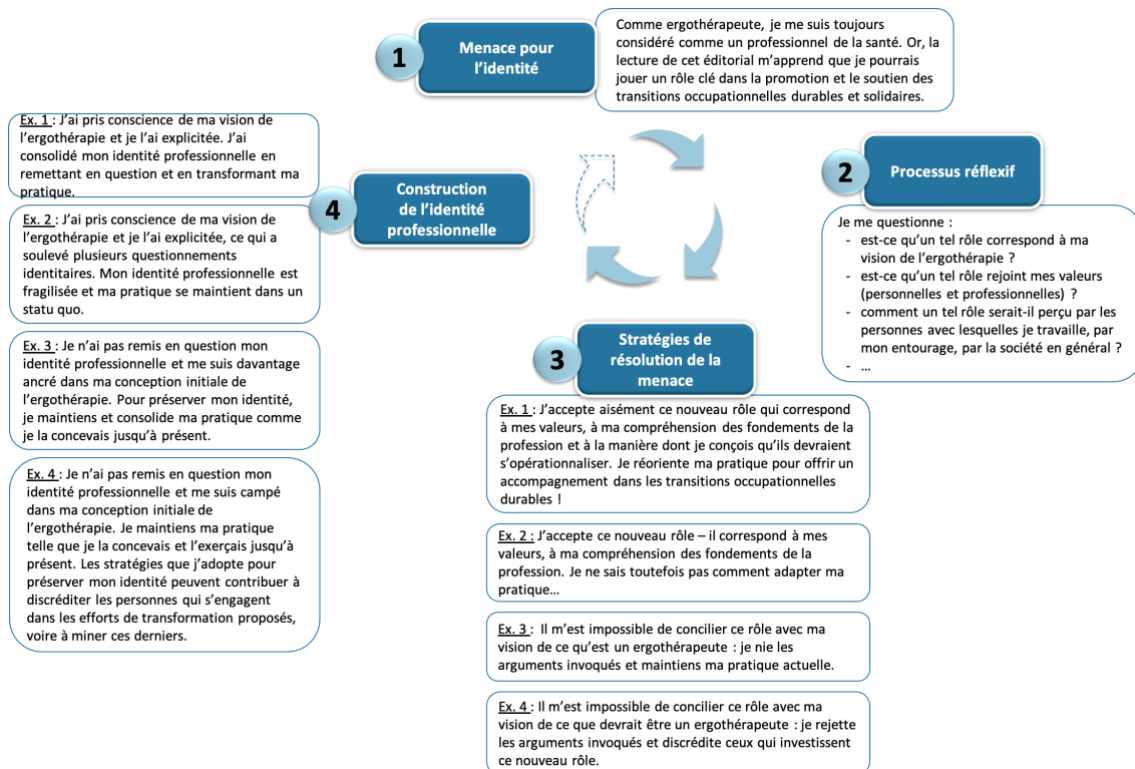 1
Menace pour
l'identité
Comme ergothérapeute, je me suis toujours
considéré comme un professionnel de la santé. Or, la
lecture de cet éditorial m'apprend que je pourrais
jouer un rôle clé dans la promotion et le soutien des
transitions occupationnelles durables et solidaires.
2
Processus réflexif
Je me questionne :
- est-ce qu'un tel rôle correspond à ma
vision de l'ergothérapie ?
- est-ce qu'un tel rôle rejoint mes valeurs
(personnelles et professionnelles) ?
- comment un tel rôle serait-il perçu par les
personnes avec lesquelles je travaille, par
mon entourage, par la société en général ?
- …
3
Stratégies de
résolution de la
menace
Ex. 1 : J'accepte aisément ce nouveau rôle qui correspond
à mes valeurs, à ma compréhension des fondements de la
profession et à la manière dont je conçois qu'ils devraient
s'opérationnaliser. Je réoriente ma pratique pour offrir un
accompagnement dans les transitions occupationnelles
durables !
Ex. 2 : J'accepte ce nouveau rôle – il correspond à mes
valeurs, à ma compréhension des fondements de la
profession. Je ne sais toutefois pas comment adapter ma
pratique…
Ex. 3 : Il m'est impossible de concilier ce rôle avec ma
vision de ce qu'est un ergothérapeute : je nie les
arguments invoqués et maintiens ma pratique actuelle.
Ex. 4 : Il m'est impossible de concilier ce rôle avec ma
vision de ce que devrait être un ergothérapeute : je rejette
les arguments invoqués et discrédite ceux qui investissent
ce nouveau rôle.
4
Construction
de l'identité
professionnelle
Ex. 1 : J'ai pris conscience de ma vision de
l'ergothérapie et je l'ai explicitée. J'ai
consolidé mon identité professionnelle en
remettant en question et en transformant ma
pratique.
Ex. 2 : J'ai pris conscience de ma vision de
l'ergothérapie et je l'ai explicitée, ce qui a
soulevé plusieurs questionnements
identitaires. Mon identité professionnelle est
fragilisée et ma pratique se maintient dans un
statu quo.
Ex. 3 : Je n'ai pas remis en question mon
identité professionnelle et me suis davantage
ancré dans ma conception initiale de
l'ergothérapie. Pour préserver mon identité,
je maintiens et consolide ma pratique comme
je la concevais jusqu'à présent.
Ex. 4 : Je n'ai pas remis en question mon
identité professionnelle et me suis campé
dans ma conception initiale de
l'ergothérapie. Je maintiens ma pratique
telle que je la concevais et l'exerçais jusqu'à
présent. Les stratégies que j'adopte pour
préserver mon identité peuvent contribuer à
discréditer les personnes qui s'engagent
dans les efforts de transformation proposés,
voire à miner ces derniers.